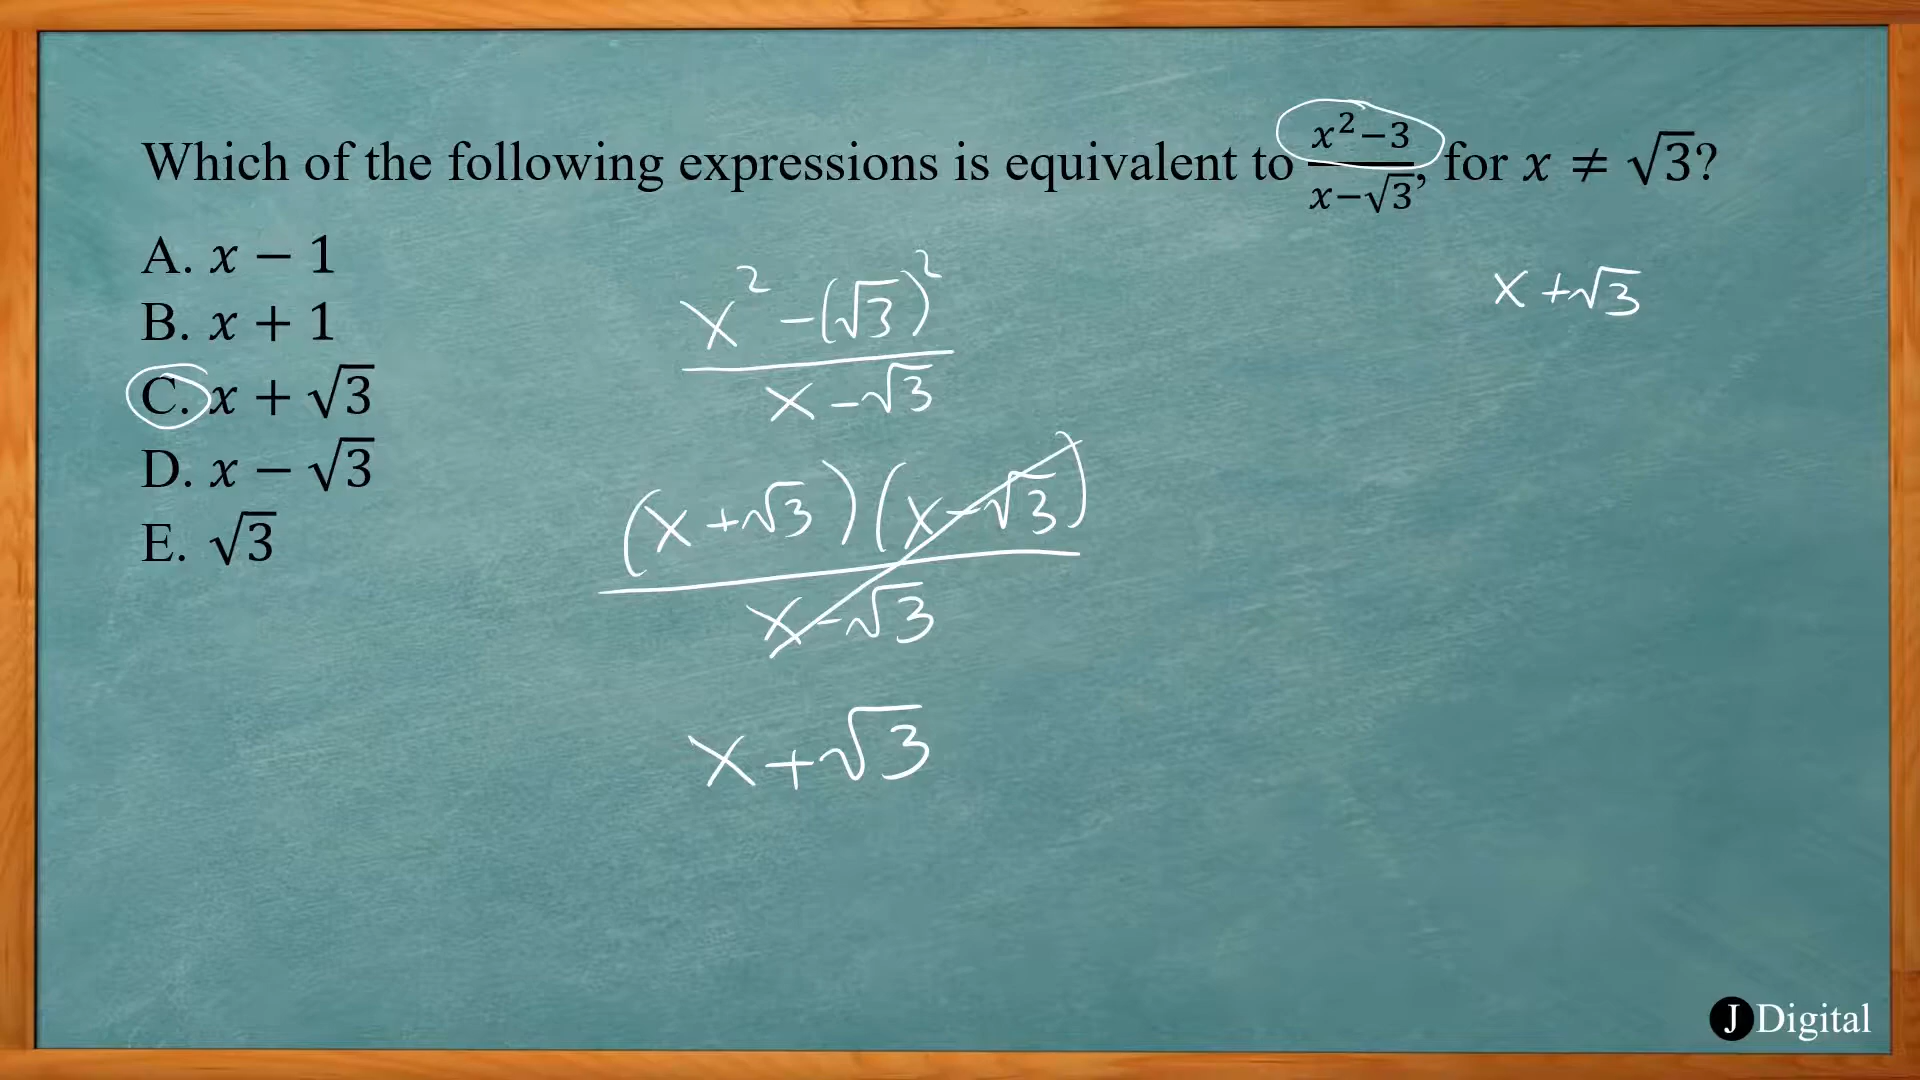 Which of the following expressions is equivalent to (x²−3)/(x−√3), for x ≠ √3?
A. x − 1
B. x + 1
C. x + √3
D. x − √3
E. √3
x² − (√3)²
x − √3
(x + √3)(x − √3)
x − √3
x + √3
x + √3
J Digital